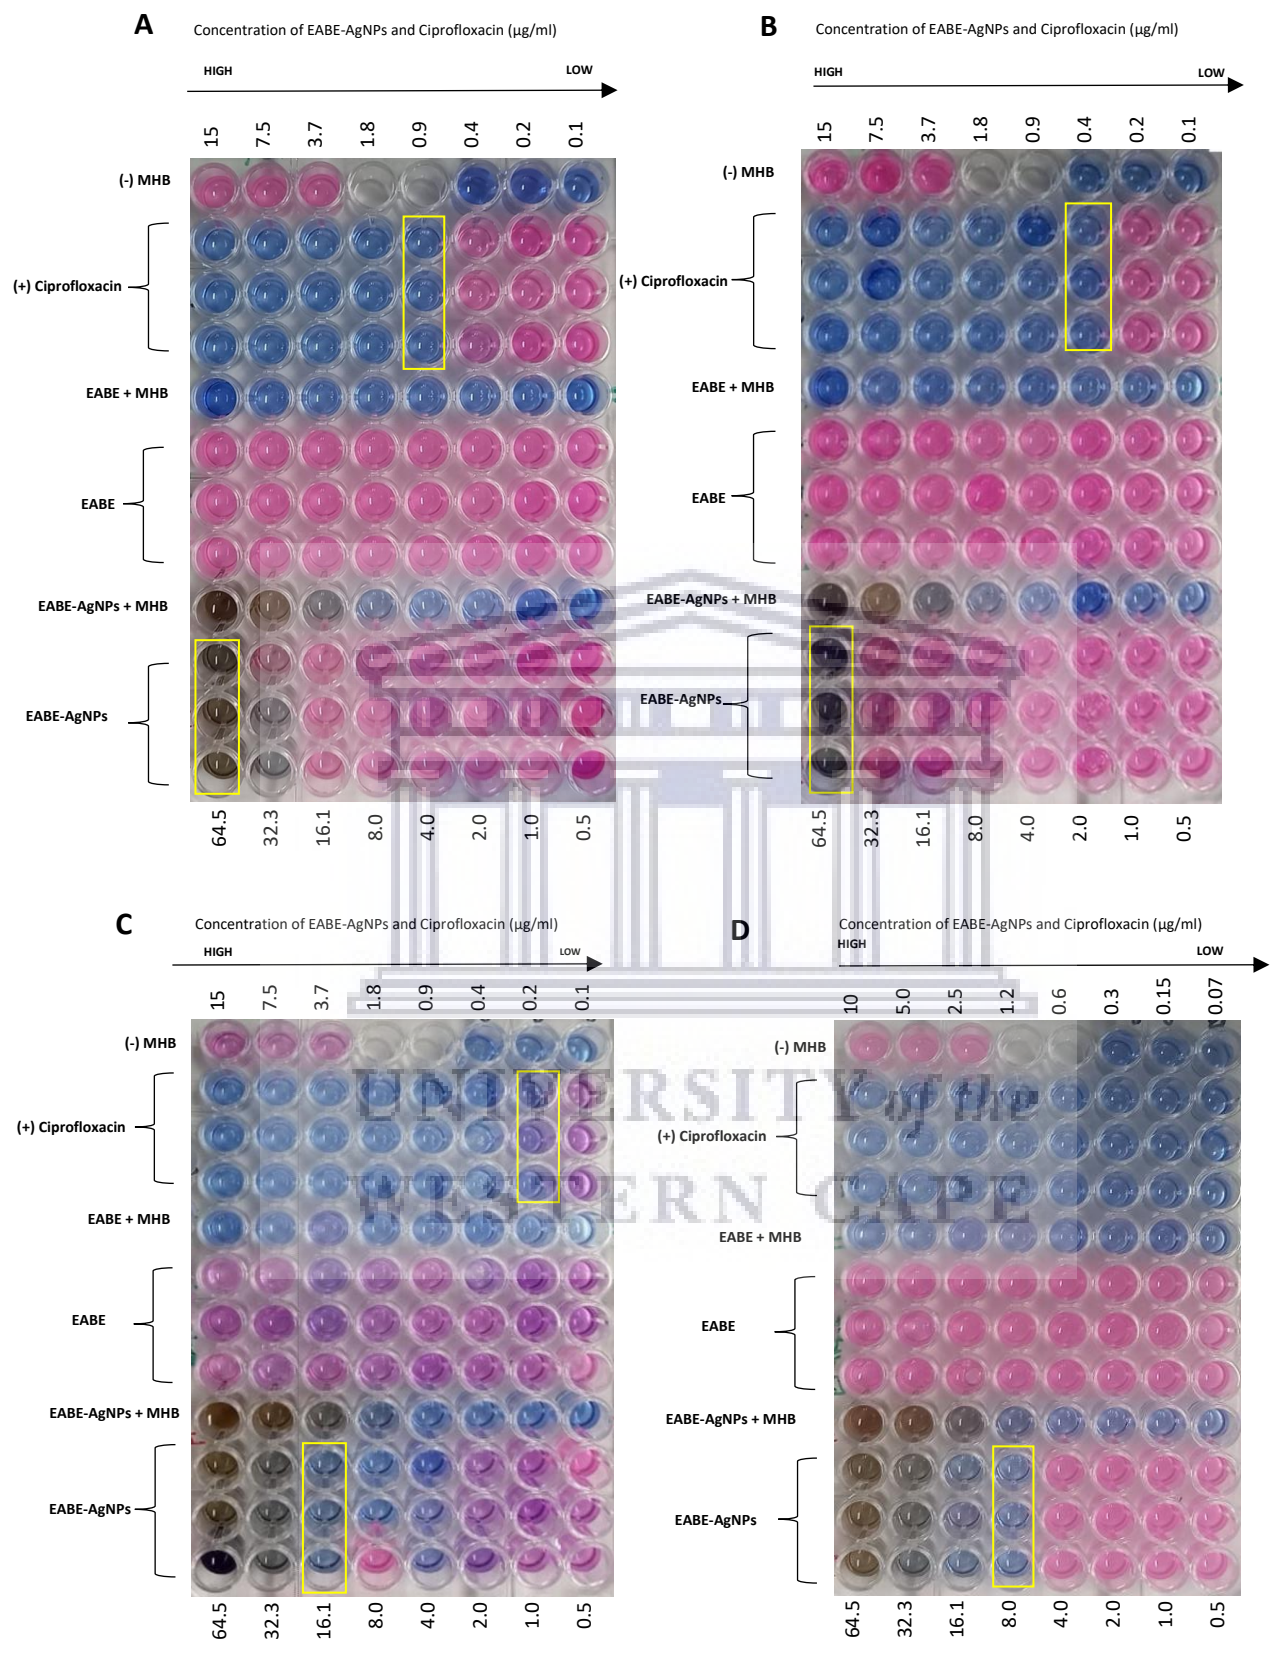 A
Concentration of EABE-AgNPs and Ciprofloxacin (µg/ml)
HIGH
LOW
15 7.5 3.7 1.8 0.9 0.4 0.2 0.1
(-) MHB
(+) Ciprofloxacin
EABE + MHB
EABE
EABE-AgNPs + MHB
EABE-AgNPs
64.5 32.3 16.1 8.0 4.0 2.0 1.0 0.5
B
Concentration of EABE-AgNPs and Ciprofloxacin (µg/ml)
HIGH
LOW
15 7.5 3.7 1.8 0.9 0.4 0.2 0.1
(-) MHB
(+) Ciprofloxacin
EABE + MHB
EABE
EABE-AgNPs + MHB
EABE-AgNPs
64.5 32.3 16.1 8.0 4.0 2.0 1.0 0.5
C
Concentration of EABE-AgNPs and Ciprofloxacin (µg/ml)
HIGH
LOW
15 7.5 3.7 1.8 0.9 0.4 0.2 0.1
(-) MHB
(+) Ciprofloxacin
EABE + MHB
EABE
EABE-AgNPs + MHB
EABE-AgNPs
64.5 32.3 16.1 8.0 4.0 2.0 1.0 0.5
D
Concentration of EABE-AgNPs and Ciprofloxacin (µg/ml)
HIGH
LOW
10 5.0 2.5 1.2 0.6 0.3 0.15 0.07
(-) MHB
(+) Ciprofloxacin
EABE + MHB
EABE
EABE-AgNPs + MHB
EABE-AgNPs
64.5 32.3 16.1 8.0 4.0 2.0 1.0 0.5
UNIVERSITY of the
WESTERN CAPE